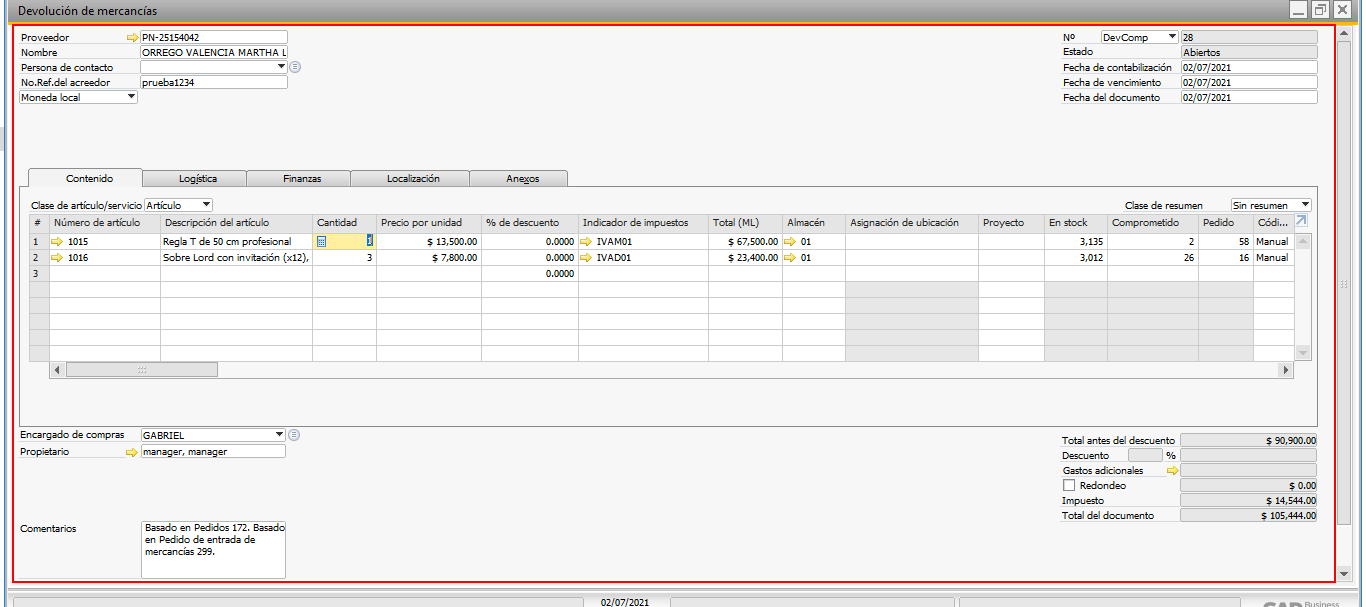 Devolución de mercancías
Proveedor PN-25154042
Nombre ORREGO VALENCIA MARTHA L
Persona de contacto
No.Ref.del acreedor prueba1234
Moneda local
Nº DevComp 28
Estado Abiertos
Fecha de contabilización 02/07/2021
Fecha de vencimiento 02/07/2021
Fecha del documento 02/07/2021
Contenido Logística Finanzas Localización Anexos
Clase de artículo/servicio Artículo Clase de resumen Sin resumen
# Número de artículo Descripción del artículo Cantidad Precio por unidad % de descuento Indicador de impuestos Total (ML) Almacén Asignación de ubicación Proyecto En stock Comprometido Pedido Códi...
1 1015 Regla T de 50 cm profesional $ 13,500.00 0.0000 IVAM01 $ 67,500.00 01 3,135 2 58 Manual
2 1016 Sobre Lord con invitación (x12), 3 $ 7,800.00 0.0000 IVAD01 $ 23,400.00 01 3,012 26 16 Manual
3 0.0000
Encargado de compras GABRIEL
Propietario manager, manager
Total antes del descuento $ 90,900.00
Descuento %
Gastos adicionales
Redondeo $ 0.00
Impuesto $ 14,544.00
Total del documento $ 105,444.00
Comentarios Basado en Pedidos 172. Basado
en Pedido de entrada de
mercancías 299.
02/07/2021
SAP Business